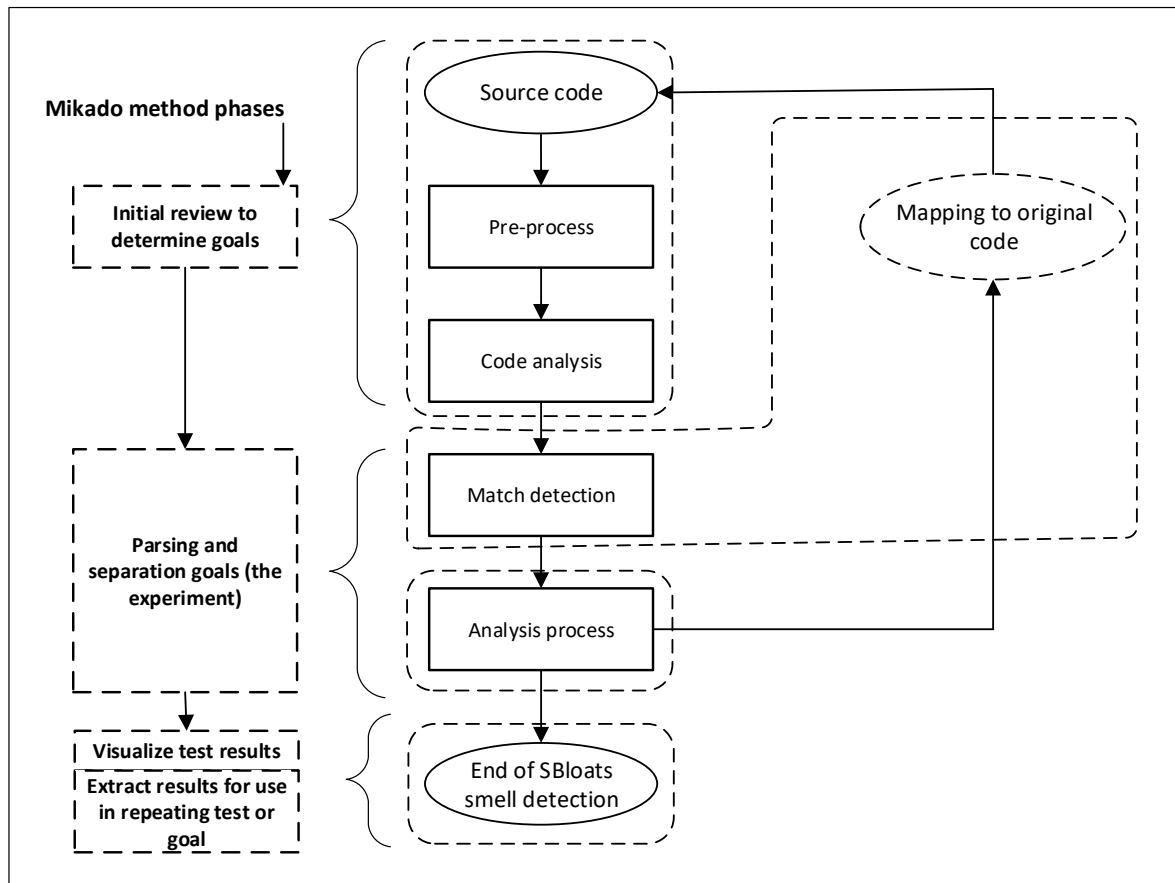 Mikado method phases
Initial review to
determine goals
Parsing and
separation goals (the
experiment)
Visualize test results
Extract results for use
in repeating test or
goal
Source code
Pre-process
Code analysis
Match detection
Analysis process
End of SBloats
smell detection
Mapping to original
code